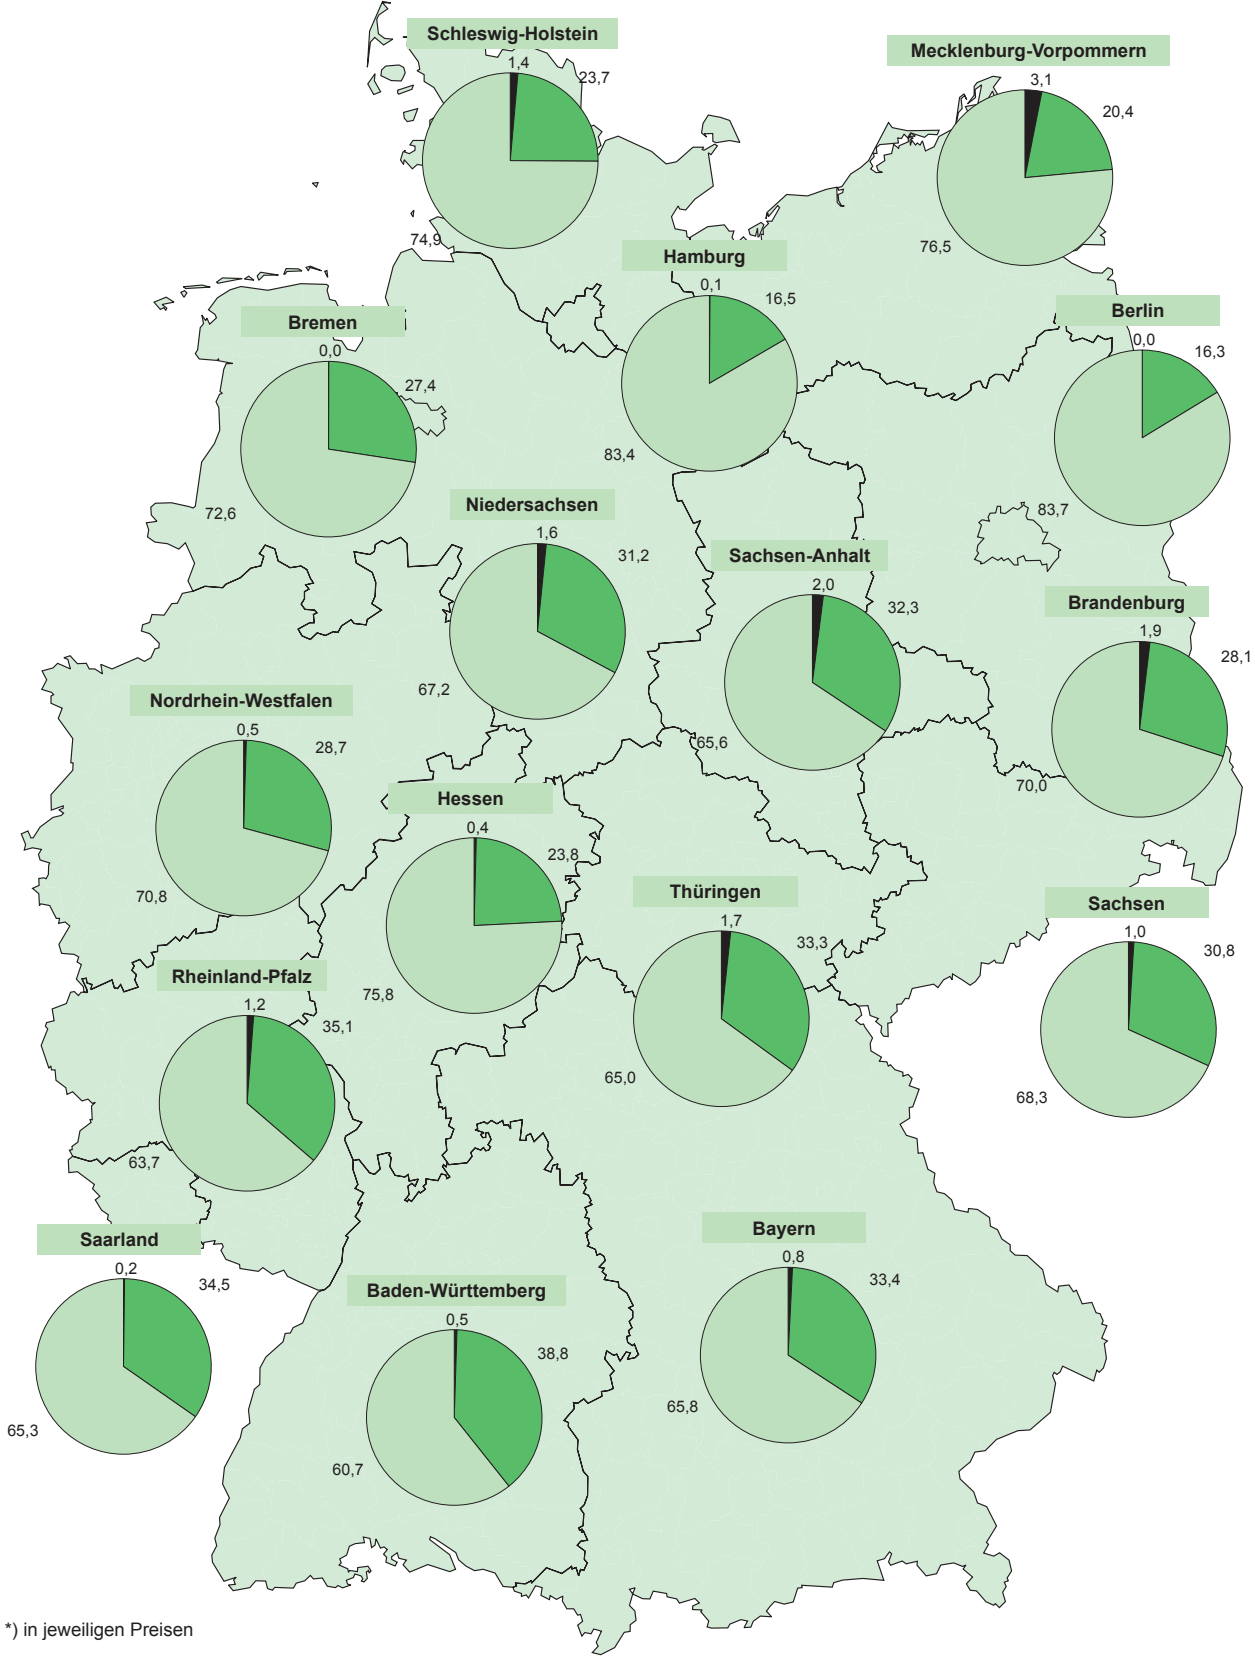 Schleswig-Holstein
1,4
23,7
74,9
Mecklenburg-Vorpommern
3,1
20,4
76,5
Hamburg
0,1
16,5
83,4
Bremen
0,0
27,4
72,6
Berlin
0,0
16,3
83,7
Niedersachsen
1,6
31,2
67,2
Sachsen-Anhalt
2,0
32,3
65,6
Brandenburg
1,9
28,1
70,0
Nordrhein-Westfalen
0,5
28,7
70,8
Hessen
0,4
23,8
75,8
Thüringen
1,7
33,3
65,0
Sachsen
1,0
30,8
68,3
Rheinland-Pfalz
1,2
35,1
63,7
Saarland
0,2
34,5
65,3
Baden-Württemberg
0,5
38,8
60,7
Bayern
0,8
33,4
65,8
*) in jeweiligen Preisen